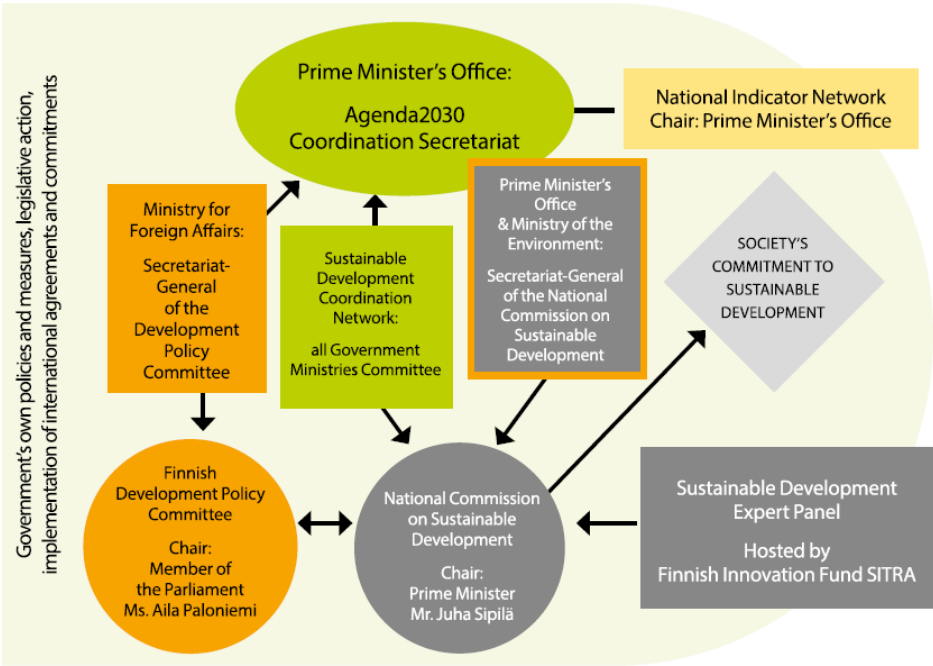 Government's own policies and measures, legislative action,
implementation of international agreements and commitments
Prime Minister's Office:
Agenda2030
Coordination Secretariat
National Indicator Network
Chair: Prime Minister's Office
Ministry for
Foreign Affairs:
Secretariat-
General
of the
Development
Policy
Committee
Sustainable
Development
Coordination
Network:
all Government
Ministries Committee
Prime Minister's
Office
& Ministry of the
Environment:
Secretariat-General
of the National
Commission on
Sustainable
Development
SOCIETY'S
COMMITMENT TO
SUSTAINABLE
DEVELOPMENT
Finnish
Development Policy
Committee
Chair:
Member of
the Parliament
Ms. Aila Paloniemi
National Commission
on Sustainable
Development
Chair:
Prime Minister
Mr. Juha Sipilä
Sustainable Development
Expert Panel
Hosted by
Finnish Innovation Fund SITRA